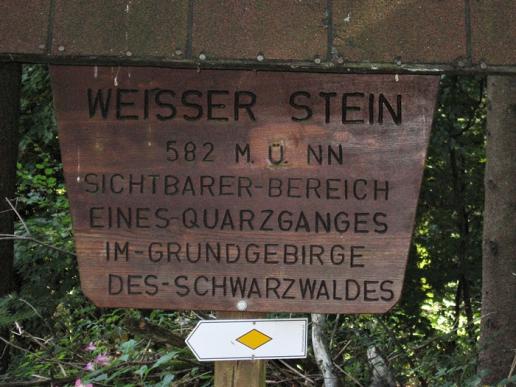 WEISSER STEIN
582 M. Ü. NN
SICHTBARER-BEREICH
EINES-QUARZGANGES
IM-GRUNDGEBIRGE
DES-SCHWARZWALDES